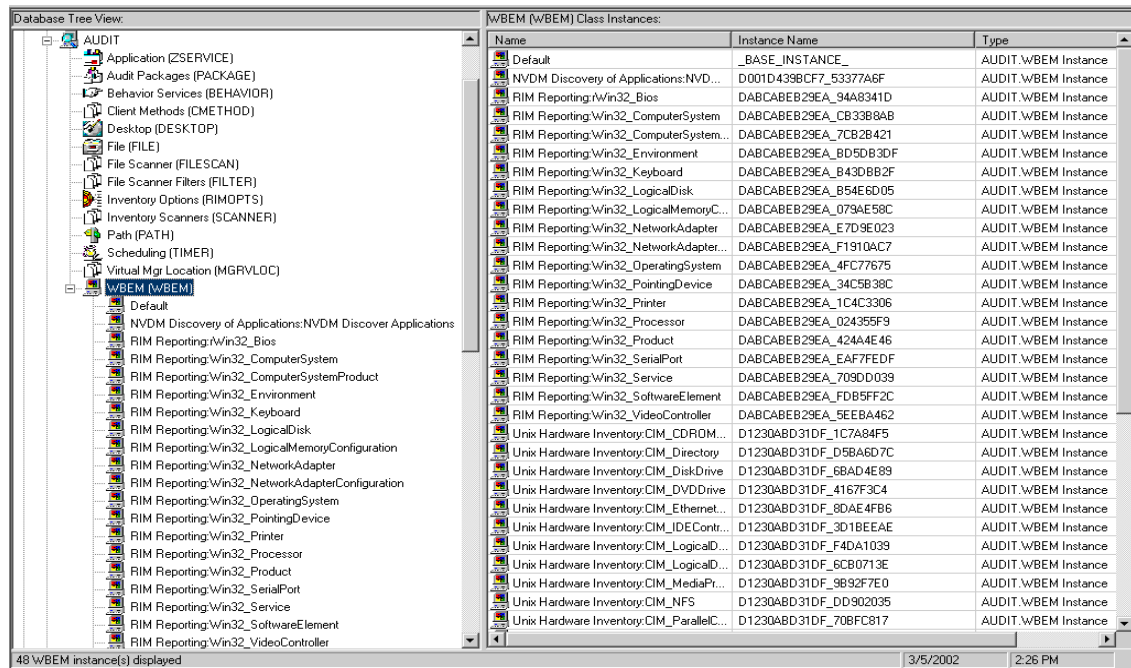 Database Tree View:
AUDIT
Application (ZSERVICE)
Audit Packages (PACKAGE)
Behavior Services (BEHAVIOR)
Client Methods (CMETHOD)
Desktop (DESKTOP)
File (FILE)
File Scanner (FILESCAN)
File Scanner Filters (FILTER)
Inventory Options (RIMOPTS)
Inventory Scanners (SCANNER)
Path (PATH)
Scheduling (TIMER)
Virtual Mgr Location (MGRVLOC)
WBEM (WBEM)
Default
NVDM Discovery of Applications:NVDM Discover Applications
RIM Reporting:rWin32_Bios
RIM Reporting:Win32_ComputerSystem
RIM Reporting:Win32_ComputerSystemProduct
RIM Reporting:Win32_Environment
RIM Reporting:Win32_Keyboard
RIM Reporting:Win32_LogicalDisk
RIM Reporting:Win32_LogicalMemoryConfiguration
RIM Reporting:Win32_NetworkAdapter
RIM Reporting:Win32_NetworkAdapterConfiguration
RIM Reporting:Win32_OperatingSystem
RIM Reporting:Win32_PointingDevice
RIM Reporting:Win32_Printer
RIM Reporting:Win32_Processor
RIM Reporting:Win32_Product
RIM Reporting:Win32_SerialPort
RIM Reporting:Win32_Service
RIM Reporting:Win32_SoftwareElement
RIM Reporting:Win32_VideoController
WBEM (WBEM) Class Instances:
Name Instance Name Type
Default _BASE_INSTANCE_ AUDIT.WBEM Instance
NVDM Discovery of Applications:NVD... D001D439BCF7_53377A6F AUDIT.WBEM Instance
RIM Reporting:rWin32_Bios DABCABEB29EA_94A8341D AUDIT.WBEM Instance
RIM Reporting:Win32_ComputerSystem DABCABEB29EA_CB33B8AB AUDIT.WBEM Instance
RIM Reporting:Win32_ComputerSystem... DABCABEB29EA_7CB2B421 AUDIT.WBEM Instance
RIM Reporting:Win32_Environment DABCABEB29EA_BD5DB3DF AUDIT.WBEM Instance
RIM Reporting:Win32_Keyboard DABCABEB29EA_B43DBB2F AUDIT.WBEM Instance
RIM Reporting:Win32_LogicalDisk DABCABEB29EA_B54E6D05 AUDIT.WBEM Instance
RIM Reporting:Win32_LogicalMemoryC... DABCABEB29EA_079AE58C AUDIT.WBEM Instance
RIM Reporting:Win32_NetworkAdapter DABCABEB29EA_E7D9E023 AUDIT.WBEM Instance
RIM Reporting:Win32_NetworkAdapter... DABCABEB29EA_F1910AC7 AUDIT.WBEM Instance
RIM Reporting:Win32_OperatingSystem DABCABEB29EA_4FC77675 AUDIT.WBEM Instance
RIM Reporting:Win32_PointingDevice DABCABEB29EA_34C5B38C AUDIT.WBEM Instance
RIM Reporting:Win32_Printer DABCABEB29EA_1C4C3306 AUDIT.WBEM Instance
RIM Reporting:Win32_Processor DABCABEB29EA_024355F9 AUDIT.WBEM Instance
RIM Reporting:Win32_Product DABCABEB29EA_424A4E46 AUDIT.WBEM Instance
RIM Reporting:Win32_SerialPort DABCABEB29EA_EAF7FEDF AUDIT.WBEM Instance
RIM Reporting:Win32_Service DABCABEB29EA_709DD039 AUDIT.WBEM Instance
RIM Reporting:Win32_SoftwareElement DABCABEB29EA_FDB5FF2C AUDIT.WBEM Instance
RIM Reporting:Win32_VideoController DABCABEB29EA_5EEBA462 AUDIT.WBEM Instance
Unix Hardware Inventory:CIM_CDROM... D1230ABD31DF_1C7A84F5 AUDIT.WBEM Instance
Unix Hardware Inventory:CIM_Directory D1230ABD31DF_D5BA6D7C AUDIT.WBEM Instance
Unix Hardware Inventory:CIM_DiskDrive D1230ABD31DF_6BAD4E89 AUDIT.WBEM Instance
Unix Hardware Inventory:CIM_DVDDrive D1230ABD31DF_4167F3C4 AUDIT.WBEM Instance
Unix Hardware Inventory:CIM_Ethernet... D1230ABD31DF_8DAE4FB6 AUDIT.WBEM Instance
Unix Hardware Inventory:CIM_IDEContr... D1230ABD31DF_3D1BEEAE AUDIT.WBEM Instance
Unix Hardware Inventory:CIM_LogicalD... D1230ABD31DF_F4DA1039 AUDIT.WBEM Instance
Unix Hardware Inventory:CIM_LogicalD... D1230ABD31DF_6CB0713E AUDIT.WBEM Instance
Unix Hardware Inventory:CIM_MediaPr... D1230ABD31DF_9B92F7E0 AUDIT.WBEM Instance
Unix Hardware Inventory:CIM_NFS D1230ABD31DF_DD902035 AUDIT.WBEM Instance
Unix Hardware Inventory:CIM_ParallelC... D1230ABD31DF_70BFC817 AUDIT.WBEM Instance
48 WBEM instance(s) displayed 3/5/2002 2:26 PM